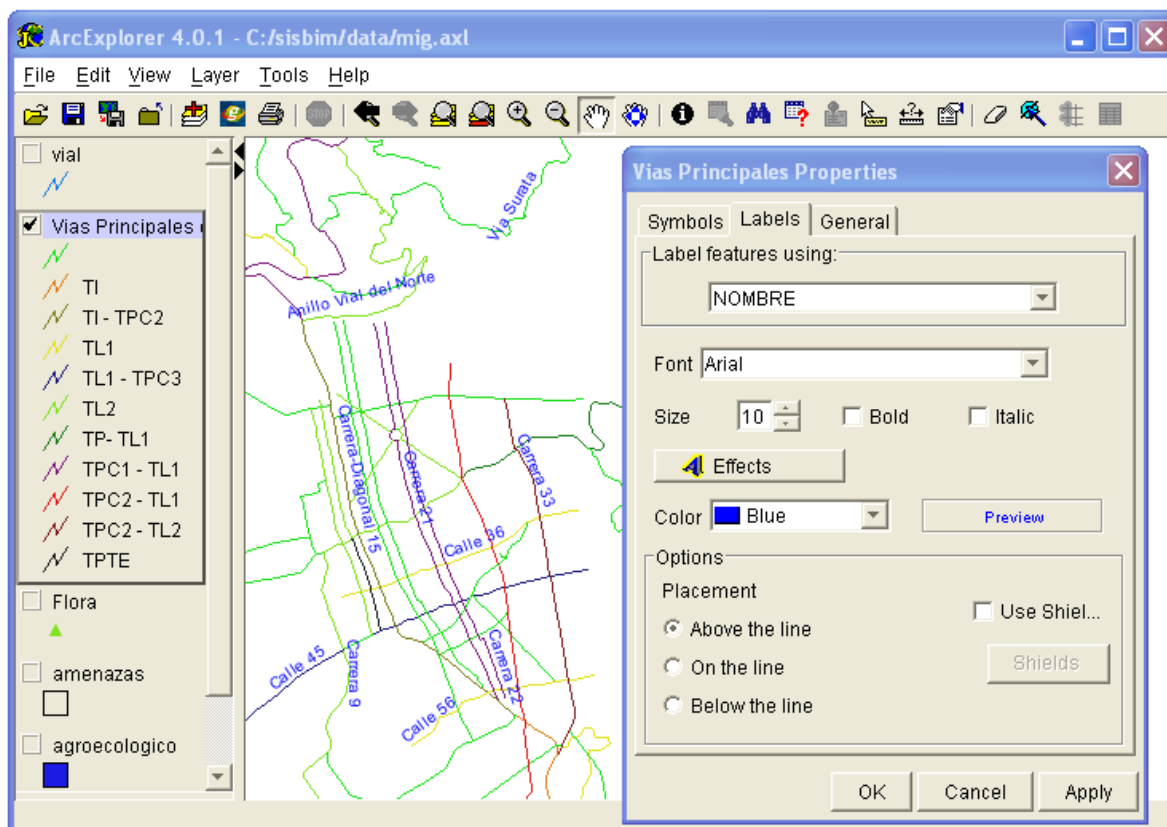 ArcExplorer 4.0.1 - C:/sisbim/data/mig.axl
File Edit View Layer Tools Help
STOP
vial
Vias Principales
TI
TI - TPC2
TL1
TL1 - TPC3
TL2
TP- TL1
TPC1 - TL1
TPC2 - TL1
TPC2 - TL2
TPTE
Flora
amenazas
agroecologico
Via Surata
Anillo Vial del Norte
Carrera-Diagonal 15
Carrera 21
Carrera 33
Calle 36
Calle 45
Carrera 9
Carrera 22
Calle 56
Vias Principales Properties
Symbols Labels General
Label features using:
NOMBRE
Font Arial
Size 10 Bold Italic
Effects
Color Blue Preview
Options
Placement
Above the line
On the line
Below the line
Use Shiel...
Shields
OK Cancel Apply